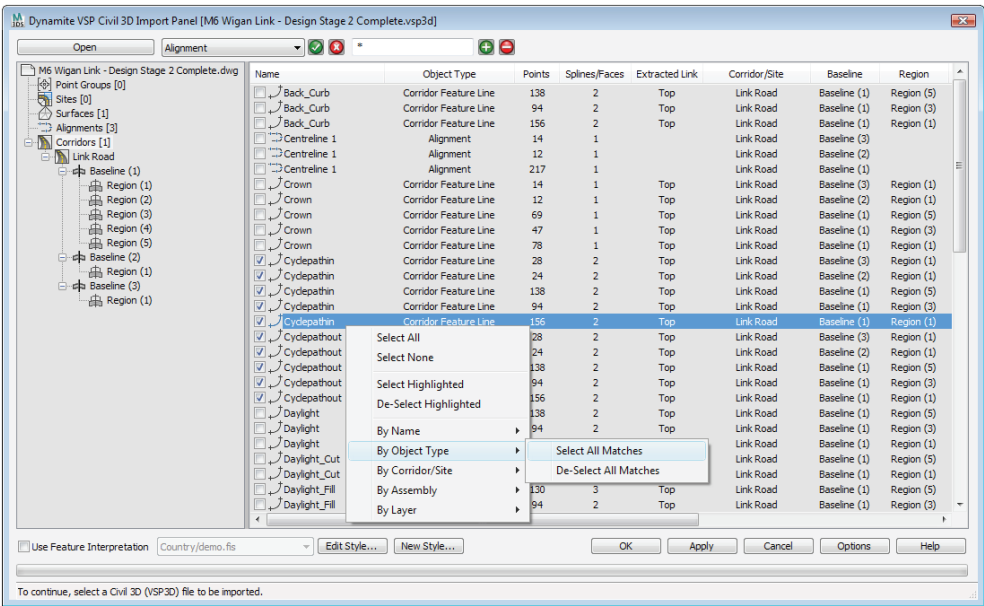 Dynamite VSP Civil 3D Import Panel [M6 Wigan Link - Design Stage 2 Complete.vsp3d]
Open Alignment *
M6 Wigan Link - Design Stage 2 Complete.dwg
Point Groups [0]
Sites [0]
Surfaces [1]
Alignments [3]
Corridors [1]
Link Road
Baseline (1)
Region (1)
Region (2)
Region (3)
Region (4)
Region (5)
Baseline (2)
Region (1)
Baseline (3)
Region (1)
Name Object Type Points Splines/Faces Extracted Link Corridor/Site Baseline Region
Back_Curb Corridor Feature Line 138 2 Top Link Road Baseline (1) Region (5)
Back_Curb Corridor Feature Line 94 2 Top Link Road Baseline (1) Region (3)
Back_Curb Corridor Feature Line 156 2 Top Link Road Baseline (1) Region (1)
Centreline 1 Alignment 14 1 Link Road Baseline (3)
Centreline 1 Alignment 12 1 Link Road Baseline (2)
Centreline 1 Alignment 217 1 Link Road Baseline (1)
Crown Corridor Feature Line 14 1 Top Link Road Baseline (3) Region (1)
Crown Corridor Feature Line 12 1 Top Link Road Baseline (2) Region (1)
Crown Corridor Feature Line 69 1 Top Link Road Baseline (1) Region (5)
Crown Corridor Feature Line 47 1 Top Link Road Baseline (1) Region (3)
Crown Corridor Feature Line 78 1 Top Link Road Baseline (1) Region (1)
Cyclepathin Corridor Feature Line 28 2 Top Link Road Baseline (3) Region (1)
Cyclepathin Corridor Feature Line 24 2 Top Link Road Baseline (2) Region (1)
Cyclepathin Corridor Feature Line 138 2 Top Link Road Baseline (1) Region (5)
Cyclepathin Corridor Feature Line 94 2 Top Link Road Baseline (1) Region (3)
Cyclepathin Corridor Feature Line 156 2 Top Link Road Baseline (1) Region (1)
Cyclepathout 28 2 Top Link Road Baseline (3) Region (1)
Cyclepathout 24 2 Top Link Road Baseline (2) Region (1)
Cyclepathout 138 2 Top Link Road Baseline (1) Region (5)
Cyclepathout 94 2 Top Link Road Baseline (1) Region (3)
Cyclepathout 156 2 Top Link Road Baseline (1) Region (1)
Daylight 138 2 Top Link Road Baseline (1) Region (5)
Daylight 94 2 Top Link Road Baseline (1) Region (3)
Daylight Link Road Baseline (1) Region (1)
Daylight_Cut Link Road Baseline (1) Region (5)
Daylight_Cut Link Road Baseline (1) Region (1)
Daylight_Fill 130 3 Top Link Road Baseline (1) Region (5)
Daylight_Fill 94 2 Top Link Road Baseline (1) Region (3)
Select All
Select None
Select Highlighted
De-Select Highlighted
By Name
By Object Type
By Corridor/Site
By Assembly
By Layer
Select All Matches
De-Select All Matches
Use Feature Interpretation Country/demo.fis Edit Style... New Style... OK Apply Cancel Options Help
To continue, select a Civil 3D (VSP3D) file to be imported.